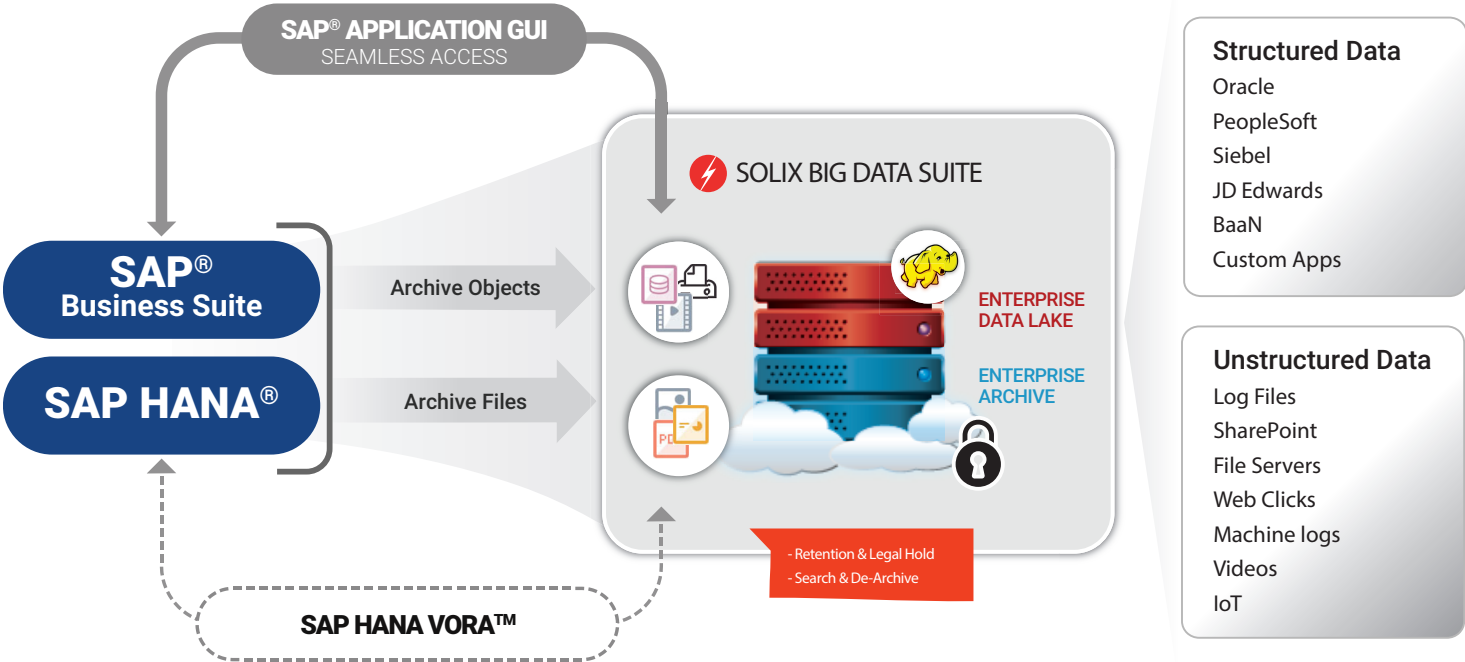 SAP® APPLICATION GUI
SEAMLESS ACCESS
SAP®
Business Suite
SAP HANA®
Archive Objects
Archive Files
SAP HANA VORA™
SOLIX BIG DATA SUITE
PD
ENTERPRISE
DATA LAKE
ENTERPRISE
ARCHIVE
- Retention & Legal Hold
- Search & De-Archive
Structured Data
Oracle
PeopleSoft
Siebel
JD Edwards
BaaN
Custom Apps
Unstructured Data
Log Files
SharePoint
File Servers
Web Clicks
Machine logs
Videos
IoT